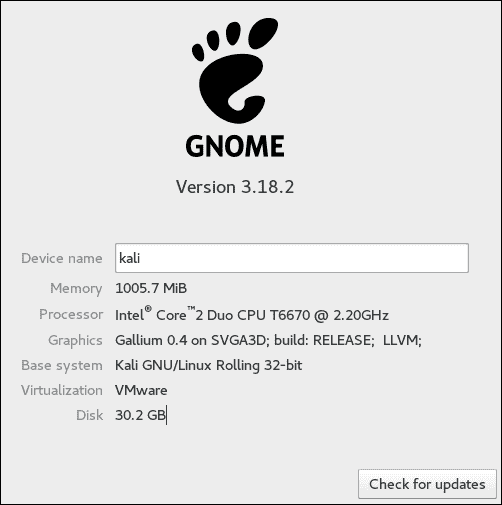 GNOME
Version 3.18.2
Device name kali
Memory 1005.7 MiB
Processor Intel® Core™2 Duo CPU T6670 @ 2.20GHz
Graphics Gallium 0.4 on SVGA3D; build: RELEASE; LLVM;
Base system Kali GNU/Linux Rolling 32-bit
Virtualization VMware
Disk 30.2 GB
Check for updates